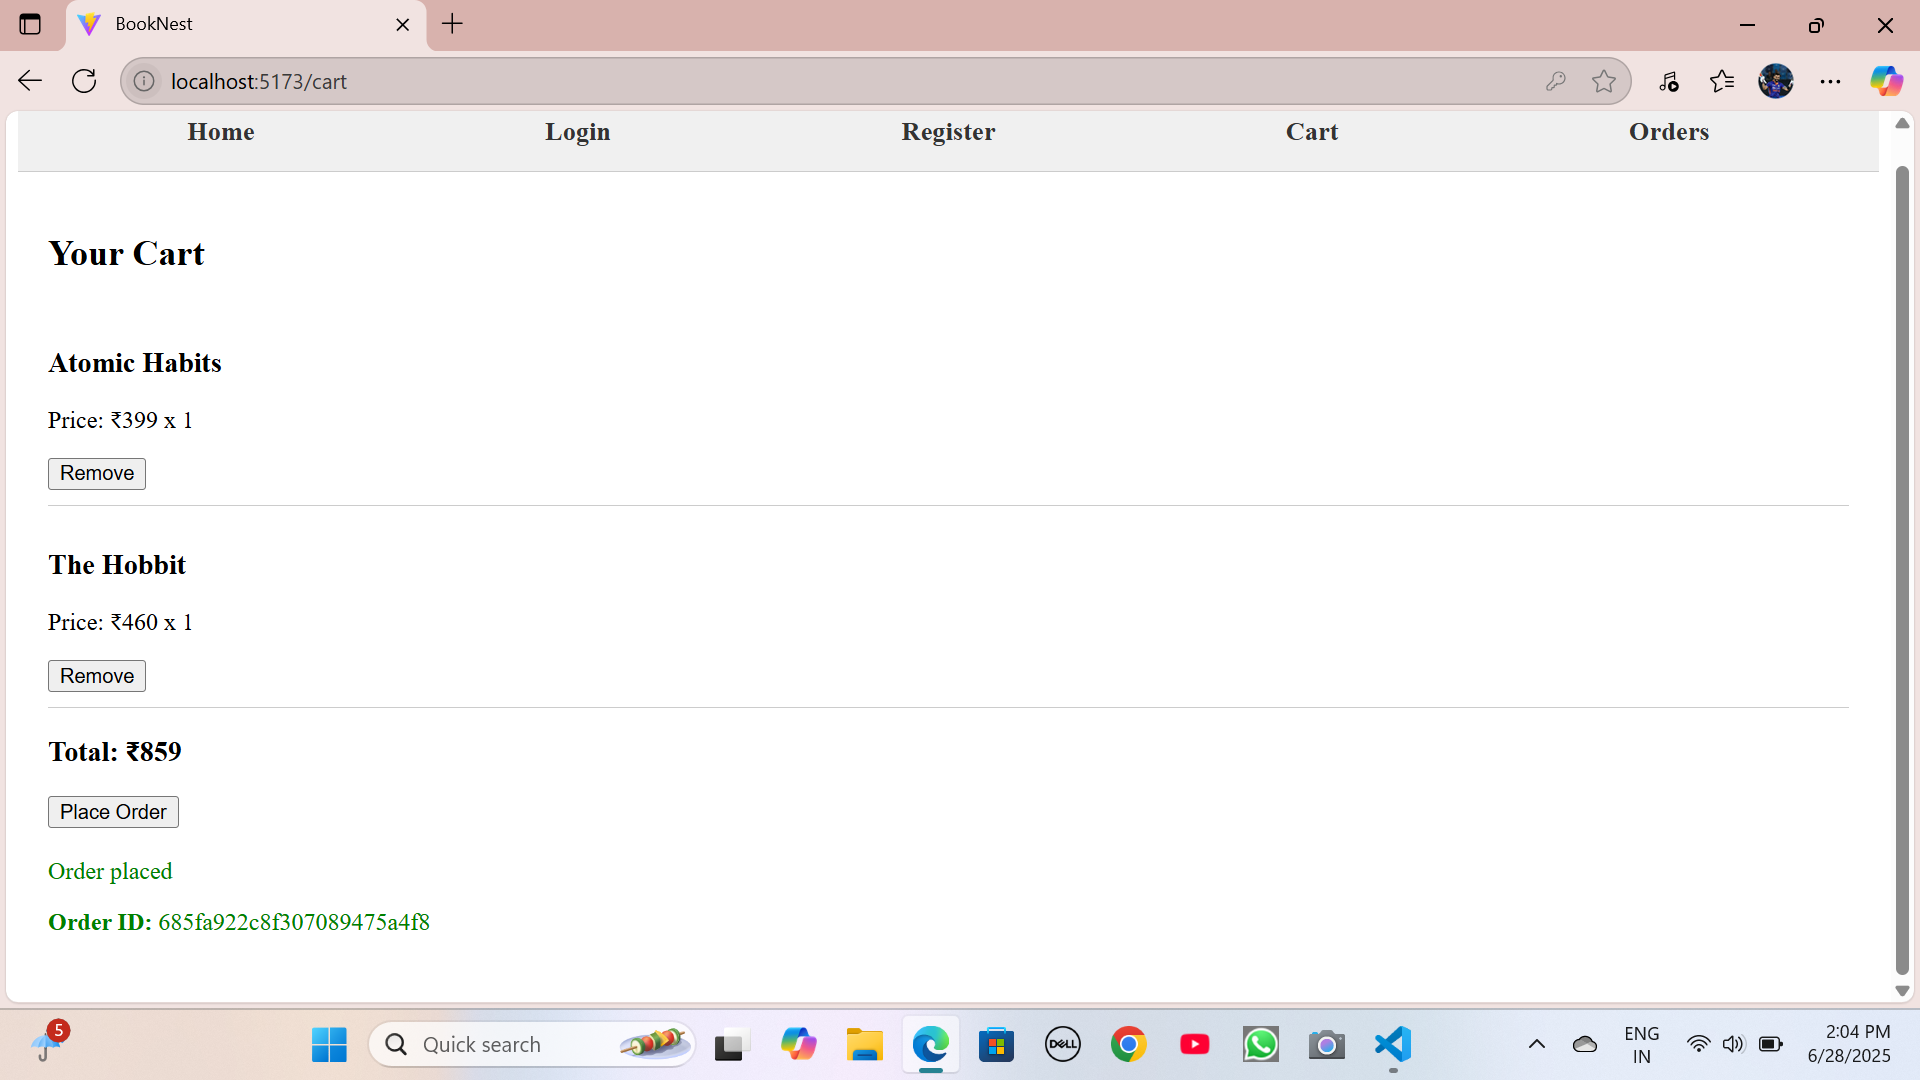 BookNest
localhost:5173/cart
Home Login Register Cart Orders
Your Cart
Atomic Habits
Price: ₹399 x 1
Remove
The Hobbit
Price: ₹460 x 1
Remove
Total: ₹859
Place Order
Order placed
Order ID: 685fa922c8f307089475a4f8
5
Quick search
DELL
ENG
IN
2:04 PM
6/28/2025